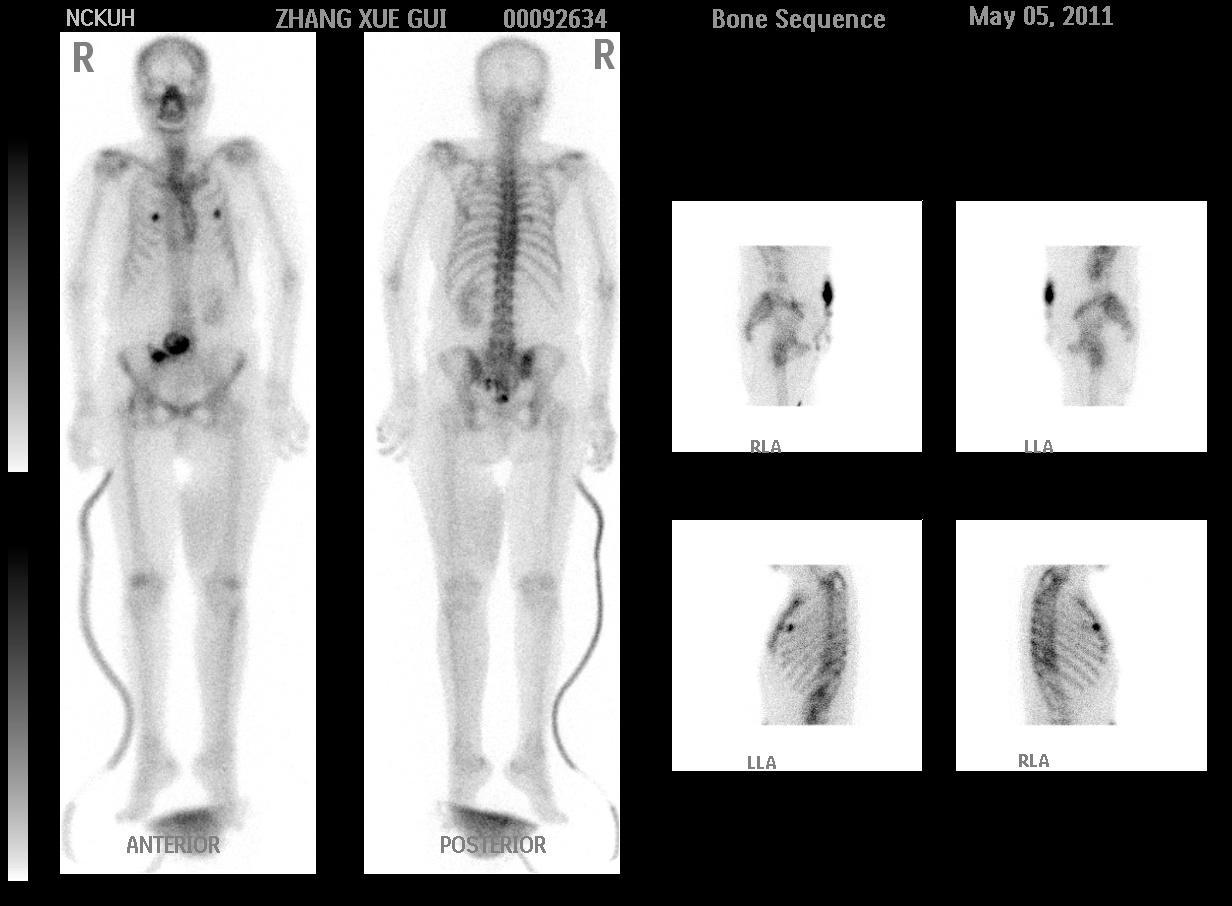 NCKUH ZHANG XUE GUI 00092634 Bone Sequence May 05, 2011
R R
RLA LLA
LLA RLA
ANTERIOR POSTERIOR